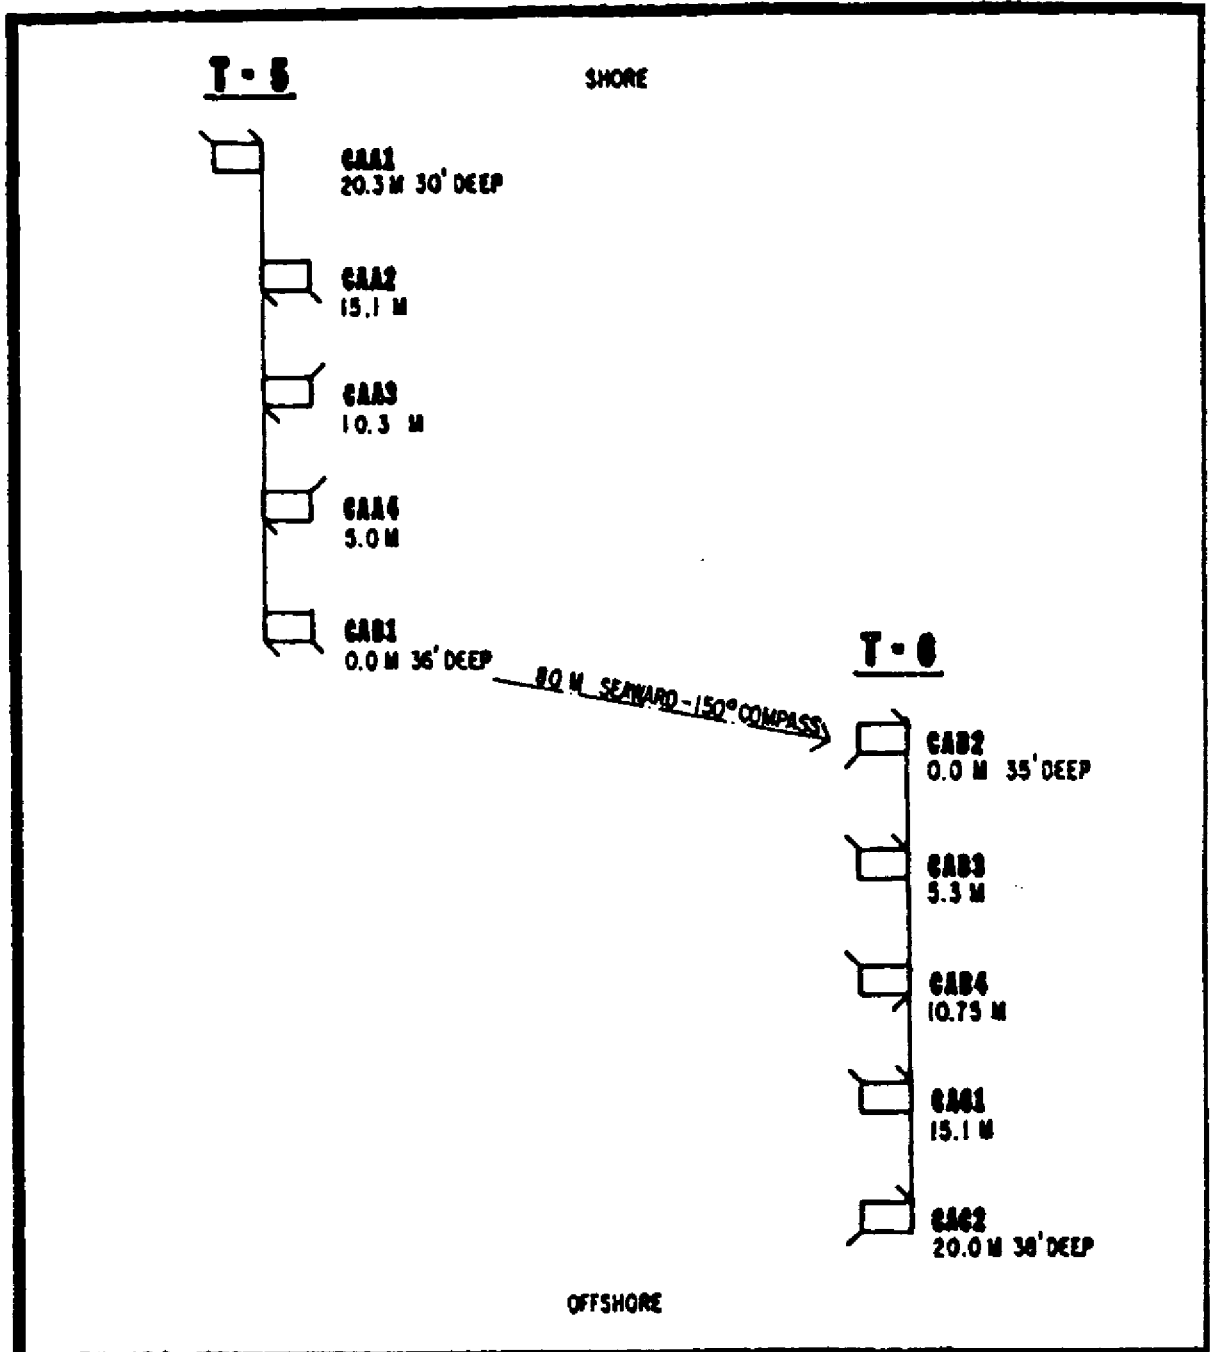 T - 5
SHORE
CAA1
20.3 M 30' DEEP
CAA2
15.1 M
CAA3
10.3 M
CAA4
5.0 M
CAB1
0.0 M 36' DEEP
80 M SEAWARD - 150° COMPASS
T - 6
CAB2
0.0 M 35' DEEP
CAB3
5.3 M
CAB4
10.75 M
CAC1
15.1 M
CAC2
20.0 M 38' DEEP
OFFSHORE